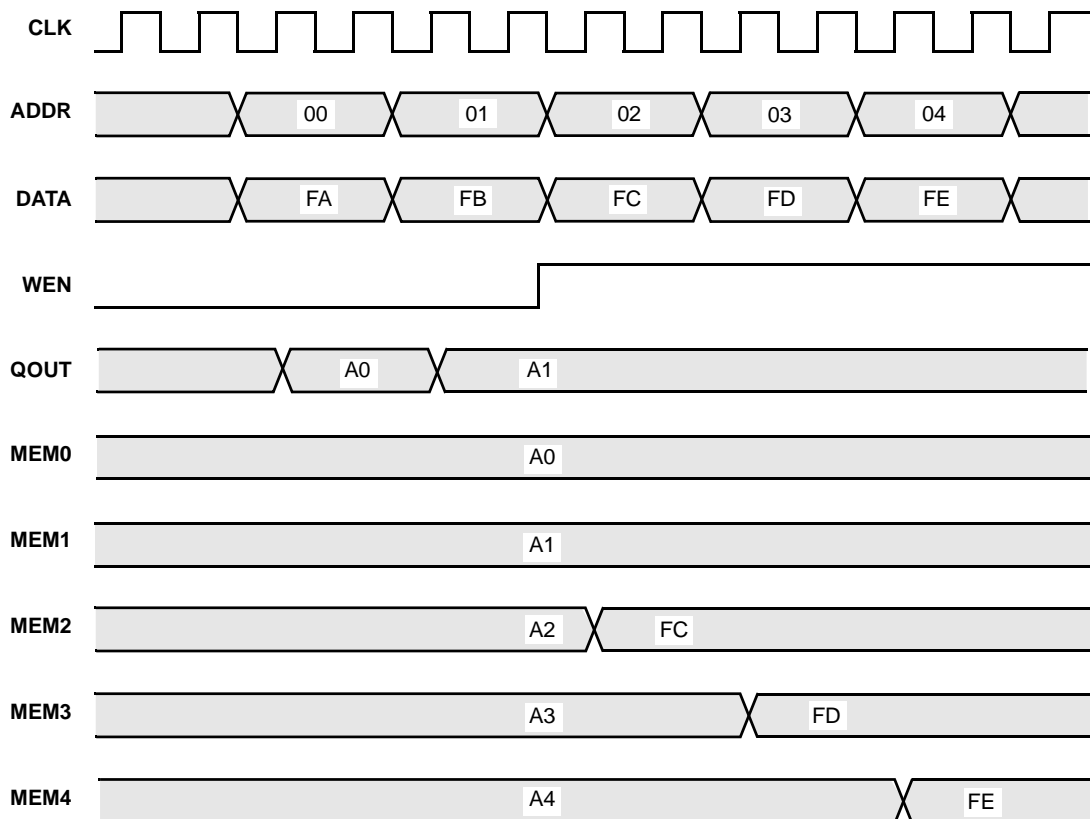 CLK
ADDR 00 01 02 03 04
DATA FA FB FC FD FE
WEN
QOUT A0 A1
MEM0 A0
MEM1 A1
MEM2 A2 FC
MEM3 A3 FD
MEM4 A4 FE